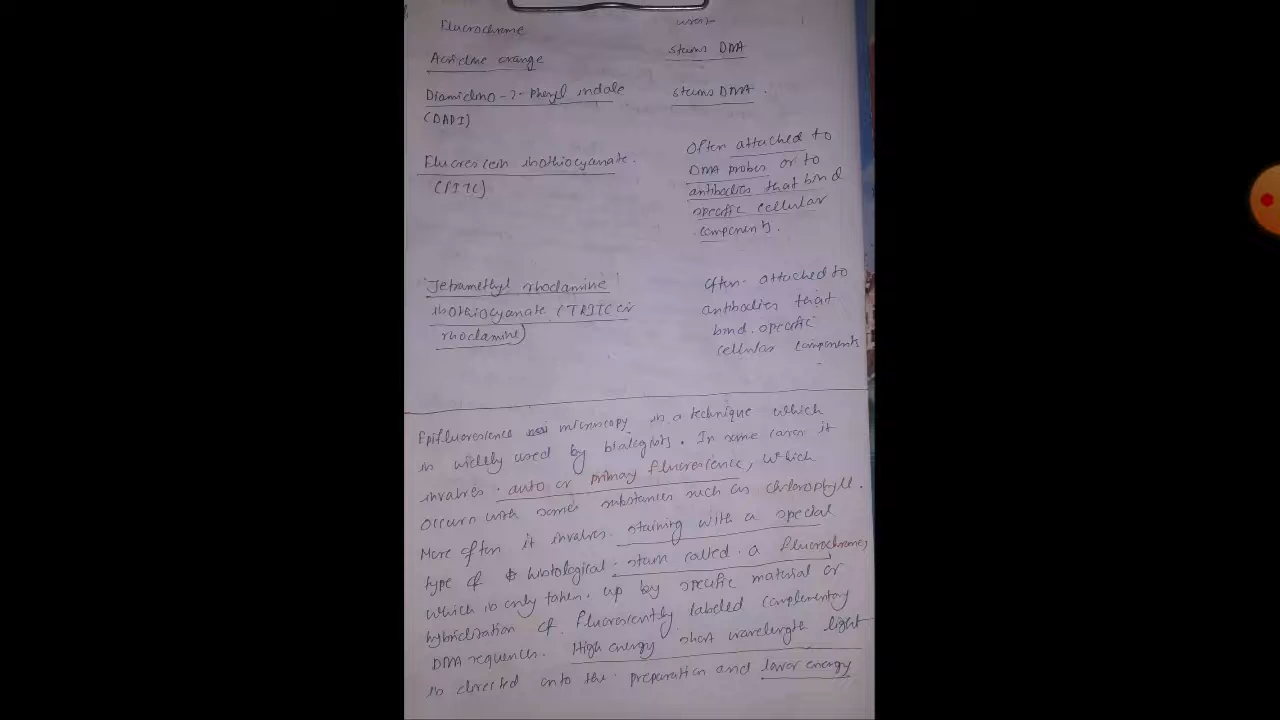 Fluorochrome uses
Acridine orange stains DNA
Diamidino-2-Phenyl indole stains DNA.
(DAPI)
Fluorescein isothiocyanate.
(FITC)
Often attached to
DNA probes or to
antibodies that bind
specific cellular
components.
Tetramethyl rhodamine
isothiocyanate (TRITC or
rhodamine)
often attached to
antibodies that
bind specific
cellular components
Epifluorescence microscopy is a technique which
is widely used by biologists. In some cases it
involves auto or primary fluorescence, which
occurs with some substances such as chlorophyll.
More often it involves staining with a special
type of histological stain called a fluorochrome,
which is only taken up by specific material or
hybridization of fluorescently labeled complementary
DNA sequences. High energy short wavelength light
is directed onto the preparation and lower energy